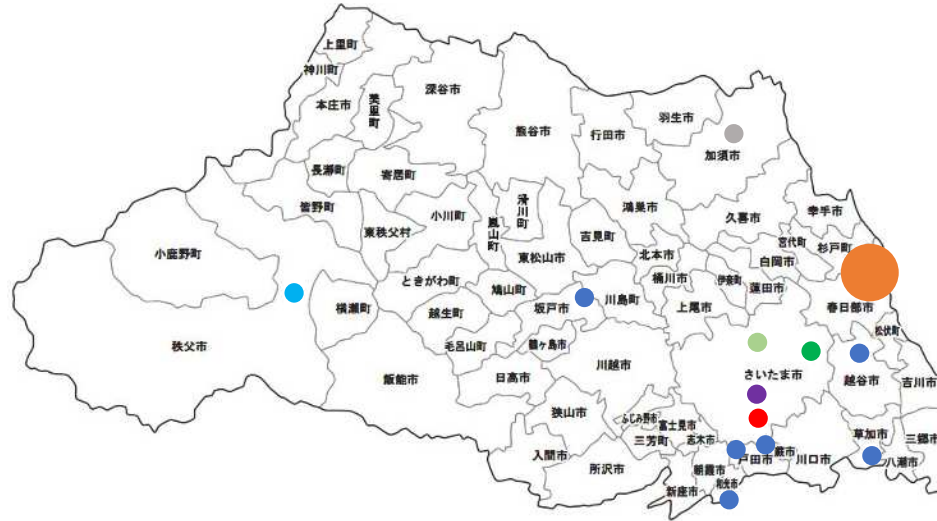 上里町
神川町
本庄市
美里町
深谷市
熊谷市
行田市
羽生市
加須市
長瀞町
寄居町
皆野町
東秩父村
小川町
嵐山町
滑川町
吉見町
鴻巣市
久喜市
幸手市
宮代町
杉戸町
白岡市
小鹿野町
東松山市
北本市
桶川市
伊奈町
蓮田市
ときがわ町
鳩山町
川島町
上尾市
春日部市
横瀬町
越生町
坂戸市
松伏町
秩父市
毛呂山町
鶴ヶ島市
川越市
さいたま市
越谷市
吉川市
飯能市
日高市
狭山市
ふじみ野市
富士見市
三芳町
志木市
入間市
所沢市
朝霞市
新座市
和光市
戸田市
蕨市
川口市
草加市
八潮市
三郷市